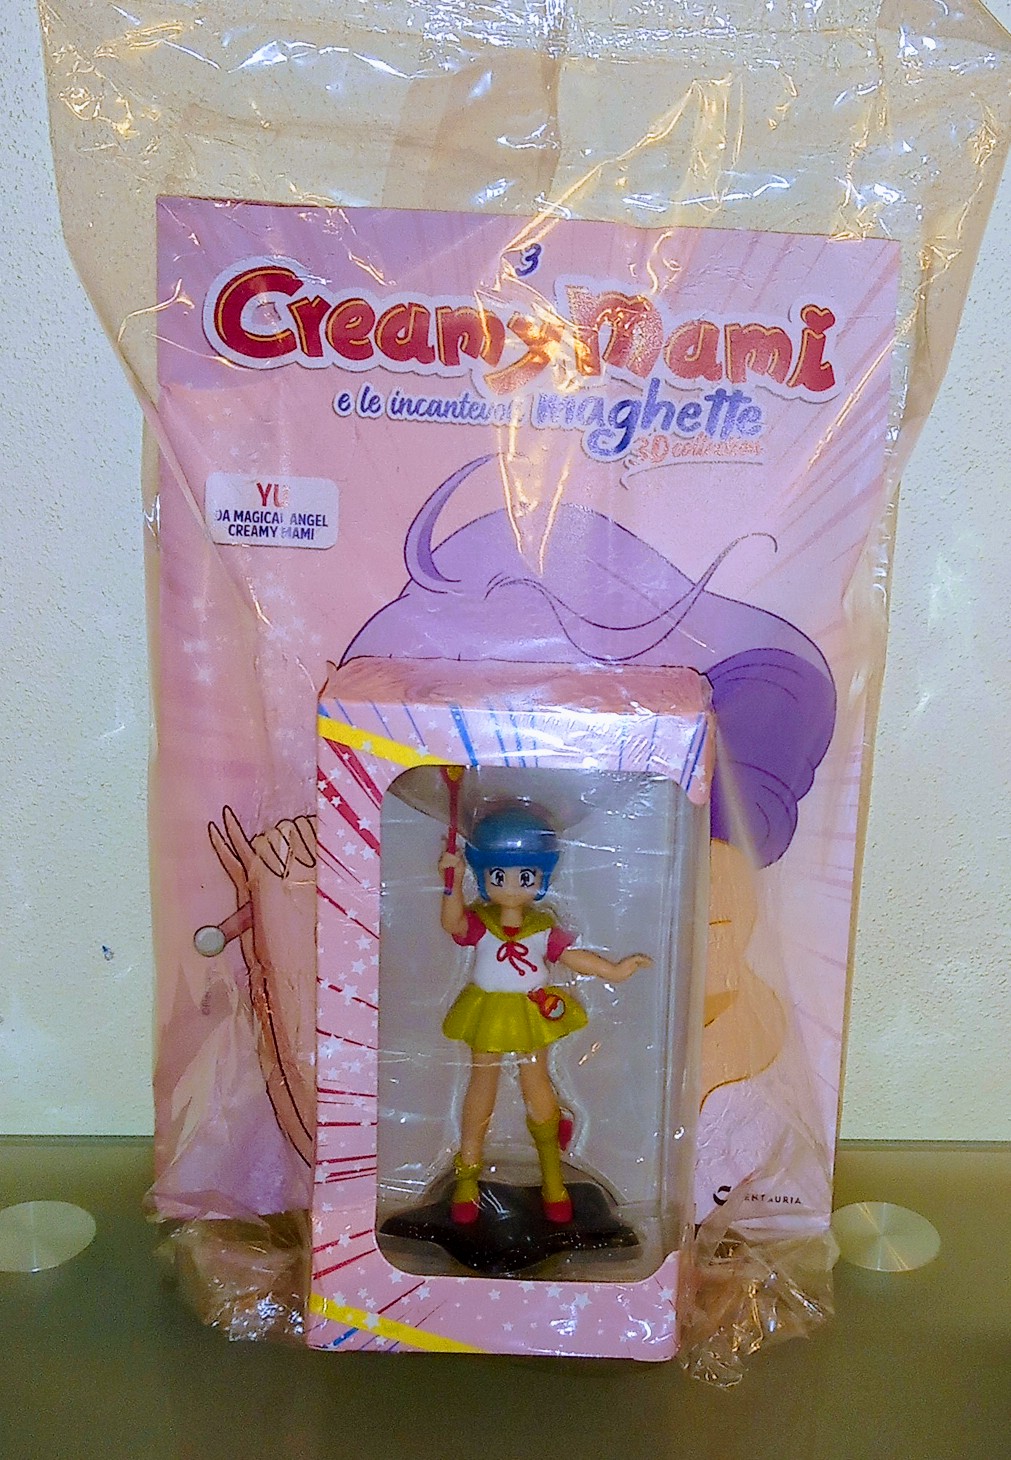 3
Creamy Mami
e le incantevoli maghette
3D collection
YU
DA MAGICAL ANGEL
CREAMY MAMI
CENTAURIA